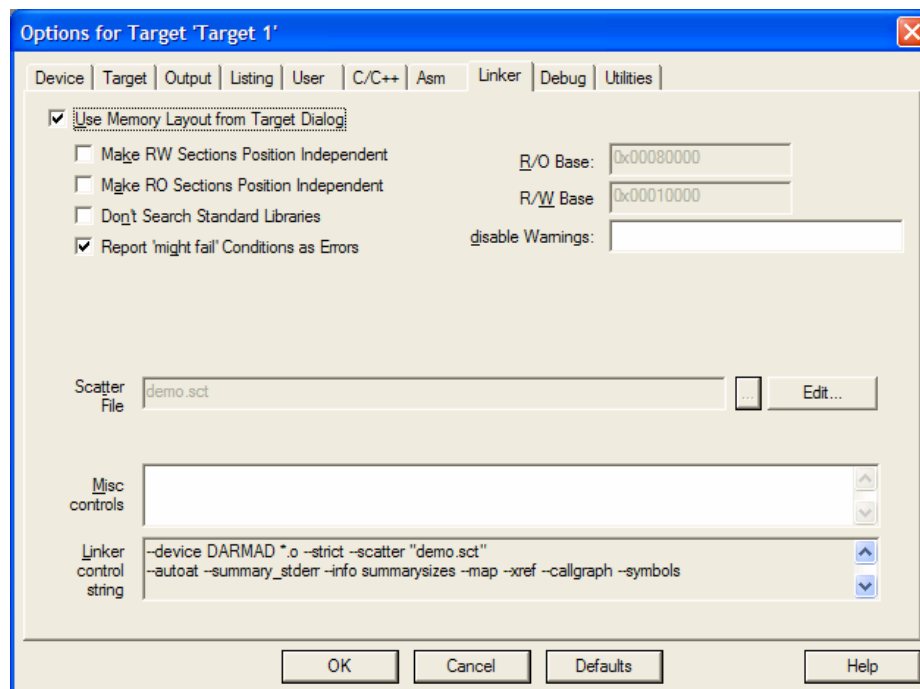 Options for Target 'Target 1'
Device Target Output Listing User C/C++ Asm Linker Debug Utilities
Use Memory Layout from Target Dialog
Make RW Sections Position Independent
Make RO Sections Position Independent
Don't Search Standard Libraries
Report 'might fail' Conditions as Errors
R/O Base: 0x00080000
R/W Base 0x00010000
disable Warnings:
Scatter
File
demo.sct
...
Edit...
Misc
controls
Linker
control
string
--device DARMAD *.o --strict --scatter "demo.sct"
--autoat --summary_stderr --info summarysizes --map --xref --callgraph --symbols
OK Cancel Defaults Help